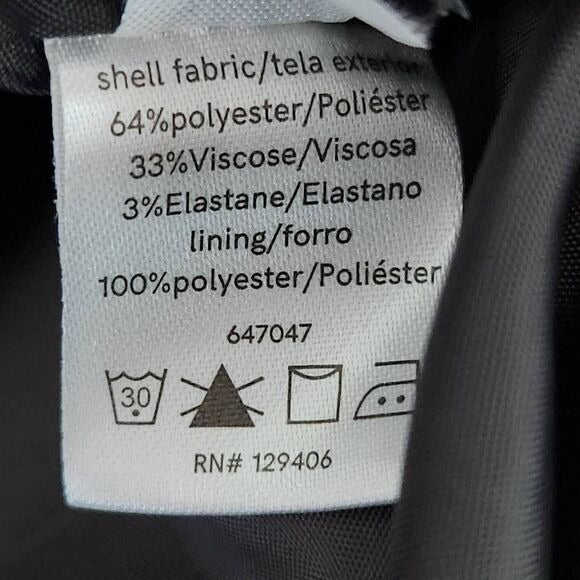 shell fabric/tela exterior
64%polyester/Poliéster
33%Viscose/Viscosa
3%Elastane/Elastano
lining/forro
100%polyester/Poliéster
647047
30
RN# 129406